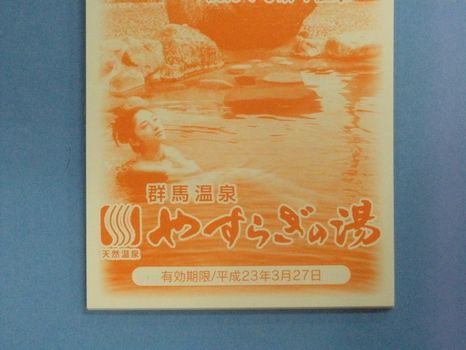 群馬温泉
やすらぎの湯
天然温泉
有効期限/平成23年3月27日